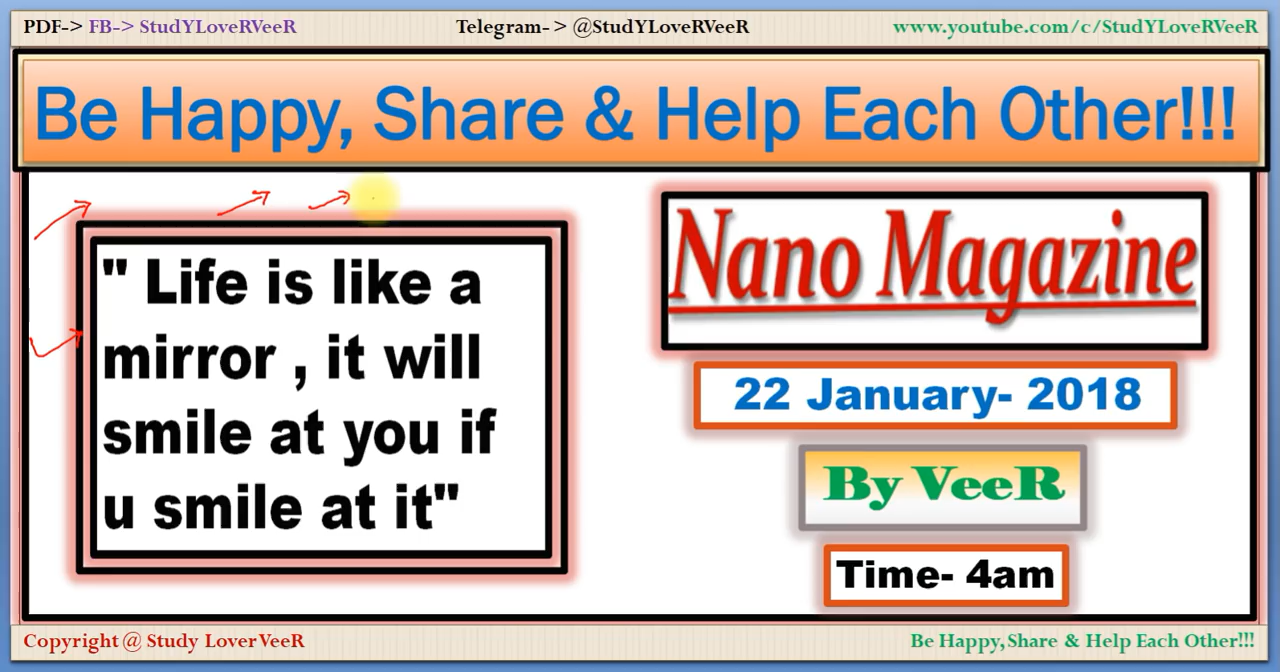 PDF-> FB-> StudYLoveRVeeR Telegram- > @StudYLoveRVeeR www.youtube.com/c/StudYLoveRVeeR
Be Happy, Share & Help Each Other!!!
" Life is like a
mirror , it will
smile at you if
u smile at it"
Nano Magazine
22 January- 2018
By VeeR
Time- 4am
Copyright @ Study Lover VeeR Be Happy, Share & Help Each Other!!!